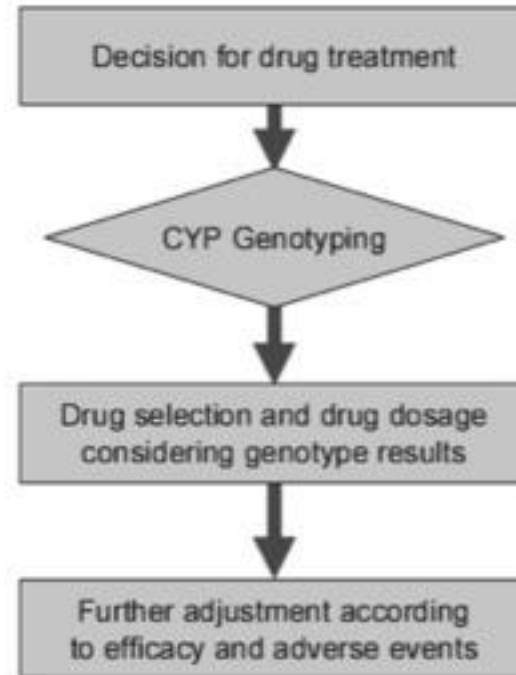 Decision for drug treatment
CYP Genotyping
Drug selection and drug dosage
considering genotype results
Further adjustment according
to efficacy and adverse events